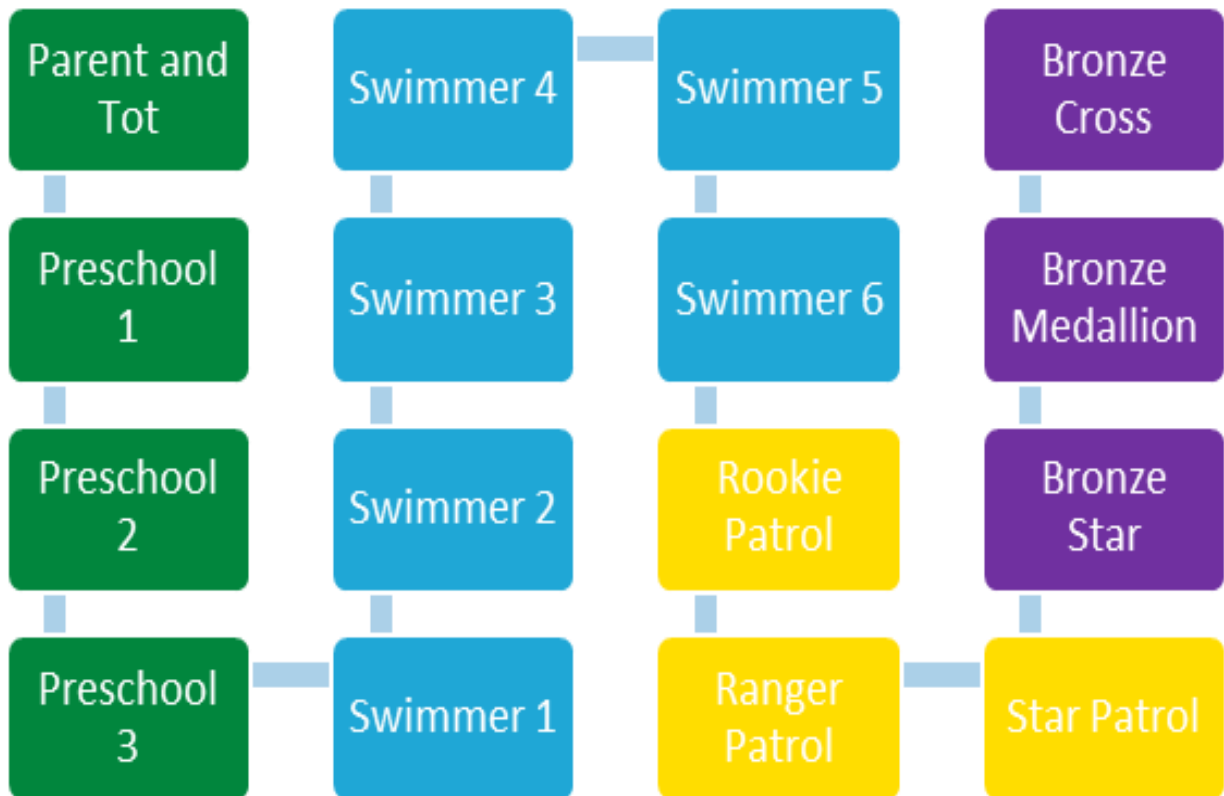 Parent and
Tot
Preschool
1
Preschool
2
Preschool
3
Swimmer 1
Swimmer 2
Swimmer 3
Swimmer 4
Swimmer 5
Swimmer 6
Rookie
Patrol
Ranger
Patrol
Star Patrol
Bronze
Star
Bronze
Medallion
Bronze
Cross